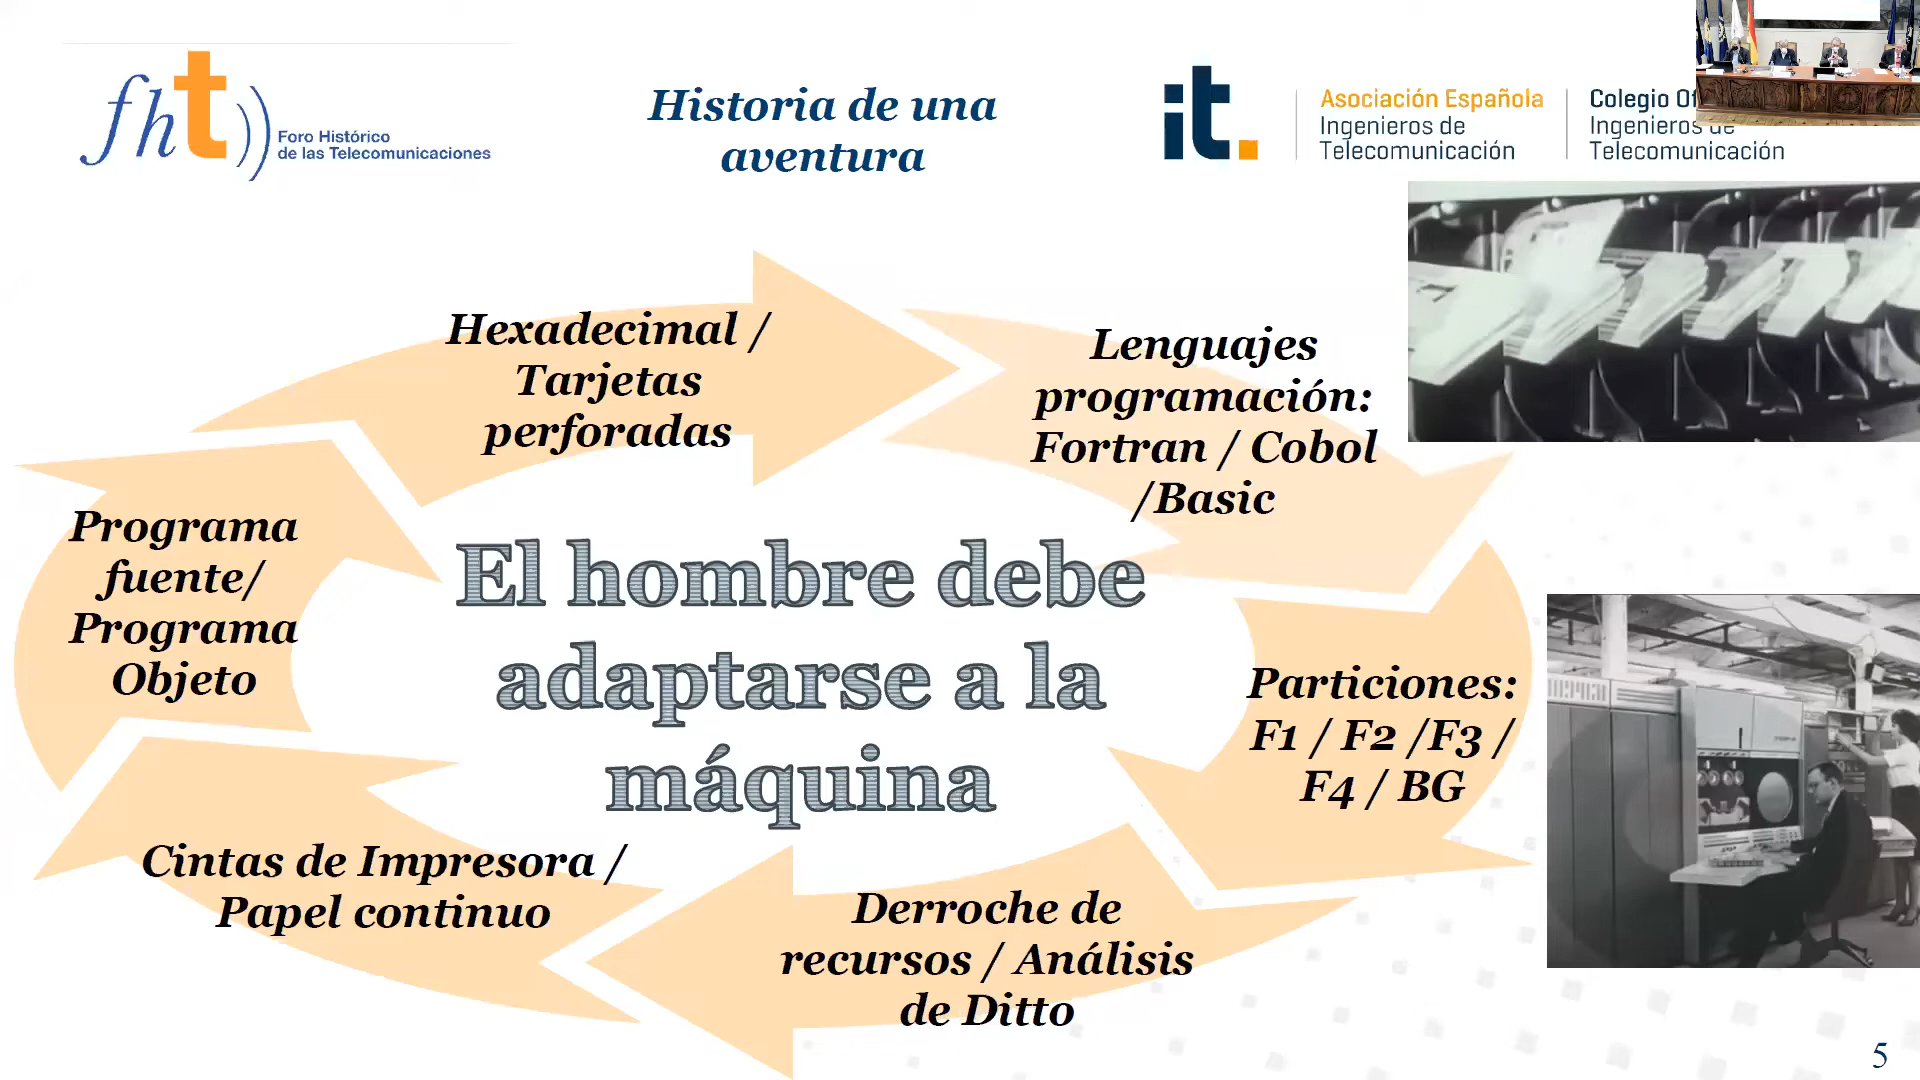 fht
Foro Histórico
de las Telecomunicaciones
Historia de una
aventura
it.
Asociación Española
Ingenieros de
Telecomunicación
Colegio
Ingenieros de
Telecomunicación
Hexadecimal /
Tarjetas
perforadas
Lenguajes
programación:
Fortran / Cobol
/Basic
Programa
fuente/
Programa
Objeto
El hombre debe
adaptarse a la
máquina
Particiones:
F1 / F2 /F3 /
F4 / BG
Cintas de Impresora /
Papel continuo
Derroche de
recursos / Análisis
de Ditto
5